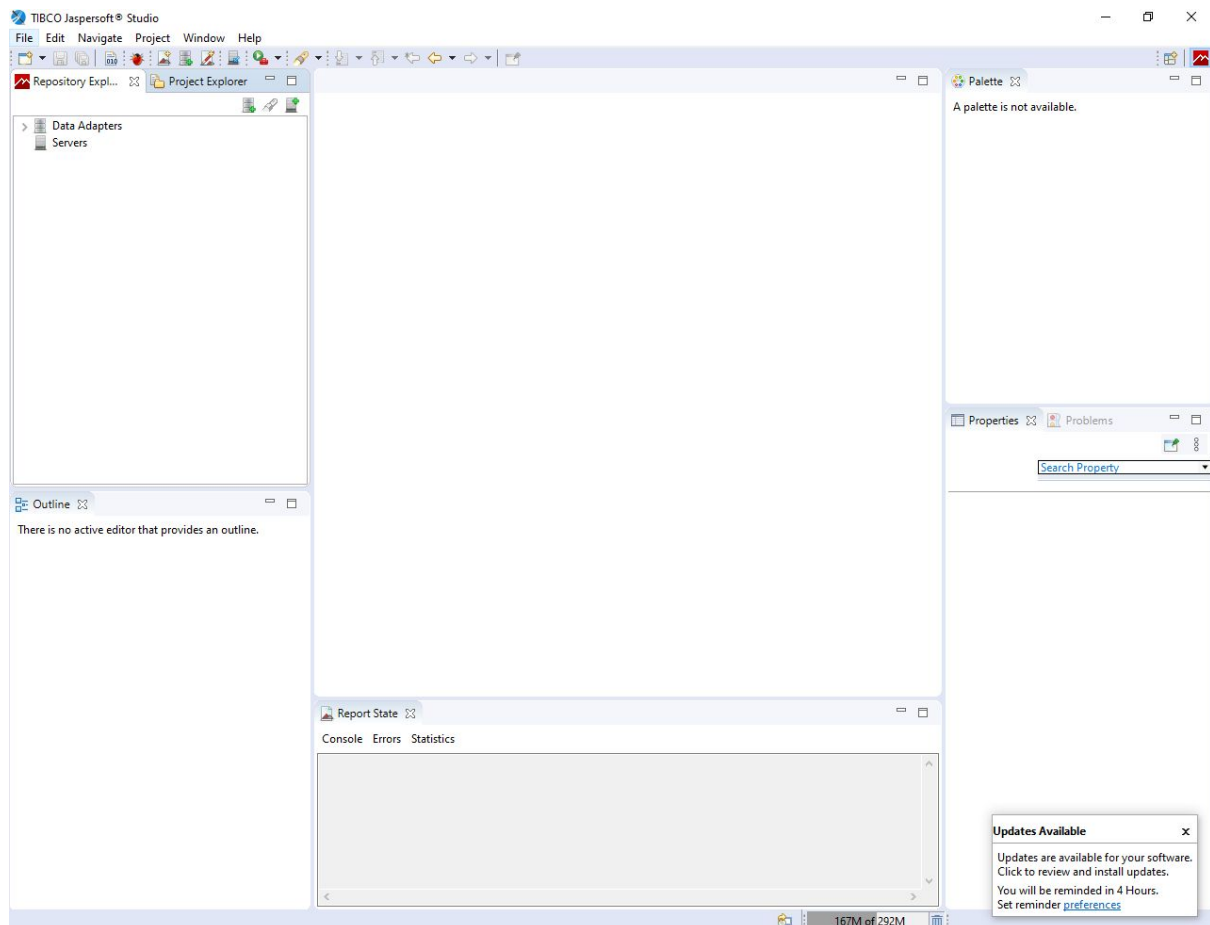 TIBCO Jaspersoft® Studio
File Edit Navigate Project Window Help
Repository Expl... Project Explorer
Data Adapters
Servers
Palette
A palette is not available.
Properties Problems
Search Property
Outline
There is no active editor that provides an outline.
Report State
Console Errors Statistics
Updates Available x
Updates are available for your software.
Click to review and install updates.
You will be reminded in 4 Hours.
Set reminder preferences
167M of 292M